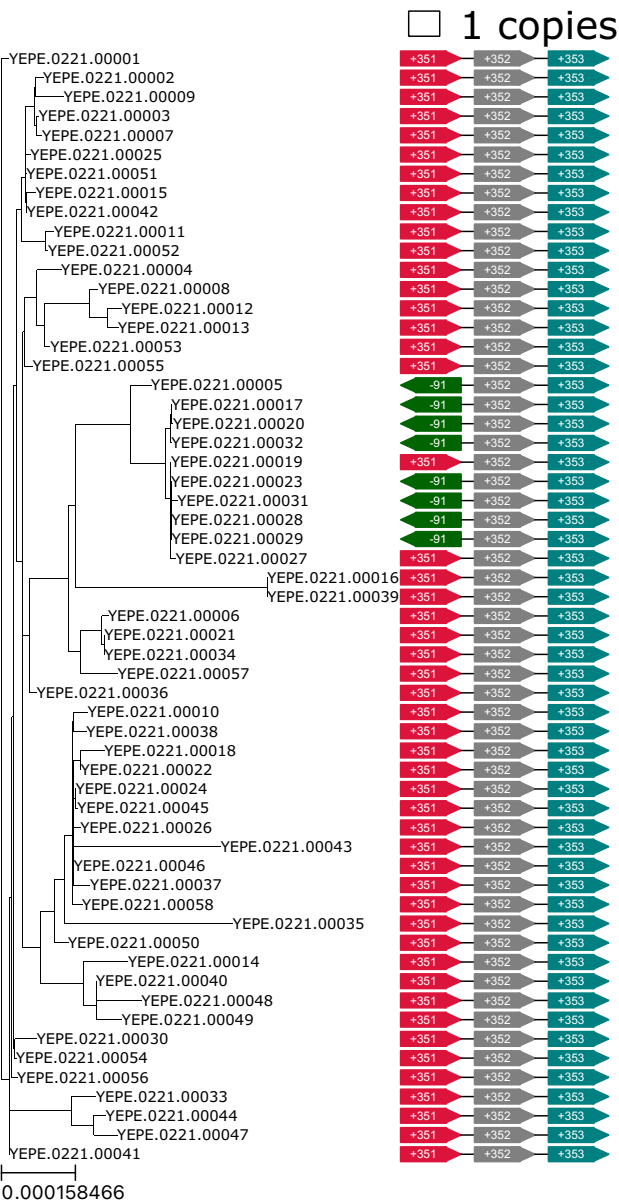 1 copies
YEPE.0221.00001 +351 +352 +353
YEPE.0221.00002 +351 +352 +353
YEPE.0221.00009 +351 +352 +353
YEPE.0221.00003 +351 +352 +353
YEPE.0221.00007 +351 +352 +353
YEPE.0221.00025 +351 +352 +353
YEPE.0221.00051 +351 +352 +353
YEPE.0221.00015 +351 +352 +353
YEPE.0221.00042 +351 +352 +353
YEPE.0221.00011 +351 +352 +353
YEPE.0221.00052 +351 +352 +353
YEPE.0221.00004 +351 +352 +353
YEPE.0221.00008 +351 +352 +353
YEPE.0221.00012 +351 +352 +353
YEPE.0221.00013 +351 +352 +353
YEPE.0221.00053 +351 +352 +353
YEPE.0221.00055 +351 +352 +353
YEPE.0221.00005 -91 +352 +353
YEPE.0221.00017 -91 +352 +353
YEPE.0221.00020 -91 +352 +353
YEPE.0221.00032 -91 +352 +353
YEPE.0221.00019 +351 +352 +353
YEPE.0221.00023 -91 +352 +353
YEPE.0221.00031 -91 +352 +353
YEPE.0221.00028 -91 +352 +353
YEPE.0221.00029 -91 +352 +353
YEPE.0221.00027 +351 +352 +353
YEPE.0221.00016 +351 +352 +353
YEPE.0221.00039 +351 +352 +353
YEPE.0221.00006 +351 +352 +353
YEPE.0221.00021 +351 +352 +353
YEPE.0221.00034 +351 +352 +353
YEPE.0221.00057 +351 +352 +353
YEPE.0221.00036 +351 +352 +353
YEPE.0221.00010 +351 +352 +353
YEPE.0221.00038 +351 +352 +353
YEPE.0221.00018 +351 +352 +353
YEPE.0221.00022 +351 +352 +353
YEPE.0221.00024 +351 +352 +353
YEPE.0221.00045 +351 +352 +353
YEPE.0221.00026 +351 +352 +353
YEPE.0221.00043 +351 +352 +353
YEPE.0221.00046 +351 +352 +353
YEPE.0221.00037 +351 +352 +353
YEPE.0221.00058 +351 +352 +353
YEPE.0221.00035 +351 +352 +353
YEPE.0221.00050 +351 +352 +353
YEPE.0221.00014 +351 +352 +353
YEPE.0221.00040 +351 +352 +353
YEPE.0221.00048 +351 +352 +353
YEPE.0221.00049 +351 +352 +353
YEPE.0221.00030 +351 +352 +353
YEPE.0221.00054 +351 +352 +353
YEPE.0221.00056 +351 +352 +353
YEPE.0221.00033 +351 +352 +353
YEPE.0221.00044 +351 +352 +353
YEPE.0221.00047 +351 +352 +353
YEPE.0221.00041 +351 +352 +353
0.000158466